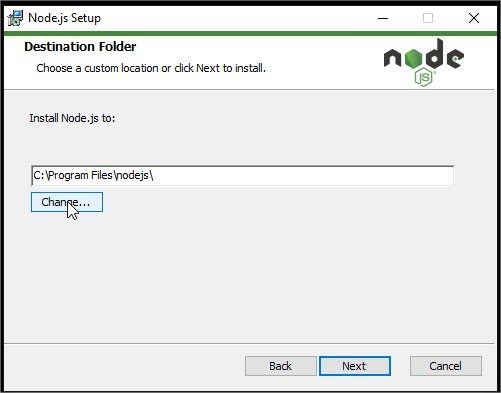 Node.js Setup
Destination Folder
Choose a custom location or click Next to install.
node
JS
Install Node.js to:
C:\Program Files\nodejs\
Change...
Back
Next
Cancel